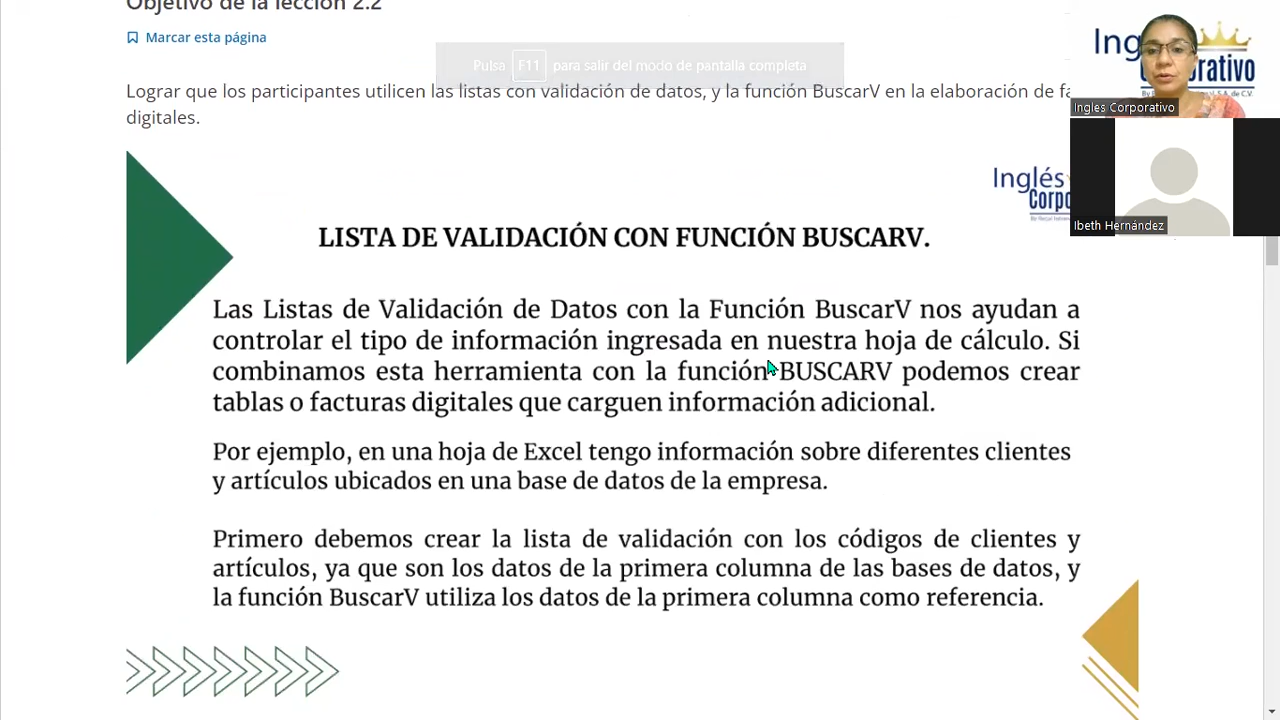 Objetivo de la lección 2.2
Marcar esta página
Pulsa F11 para salir del modo de pantalla completa
Lograr que los participantes utilicen las listas con validación de datos, y la función BuscarV en la elaboración de fa
digitales.
Inglés
Corpo
LISTA DE VALIDACIÓN CON FUNCIÓN BUSCARV.
Las Listas de Validación de Datos con la Función BuscarV nos ayudan a
controlar el tipo de información ingresada en nuestra hoja de cálculo. Si
combinamos esta herramienta con la función BUSCARV podemos crear
tablas o facturas digitales que carguen información adicional.
Por ejemplo, en una hoja de Excel tengo información sobre diferentes clientes
y artículos ubicados en una base de datos de la empresa.
Primero debemos crear la lista de validación con los códigos de clientes y
artículos, ya que son los datos de la primera columna de las bases de datos, y
la función BuscarV utiliza los datos de la primera columna como referencia.
Ing
orativo
Ingles Corporativo
Ibeth Hernández